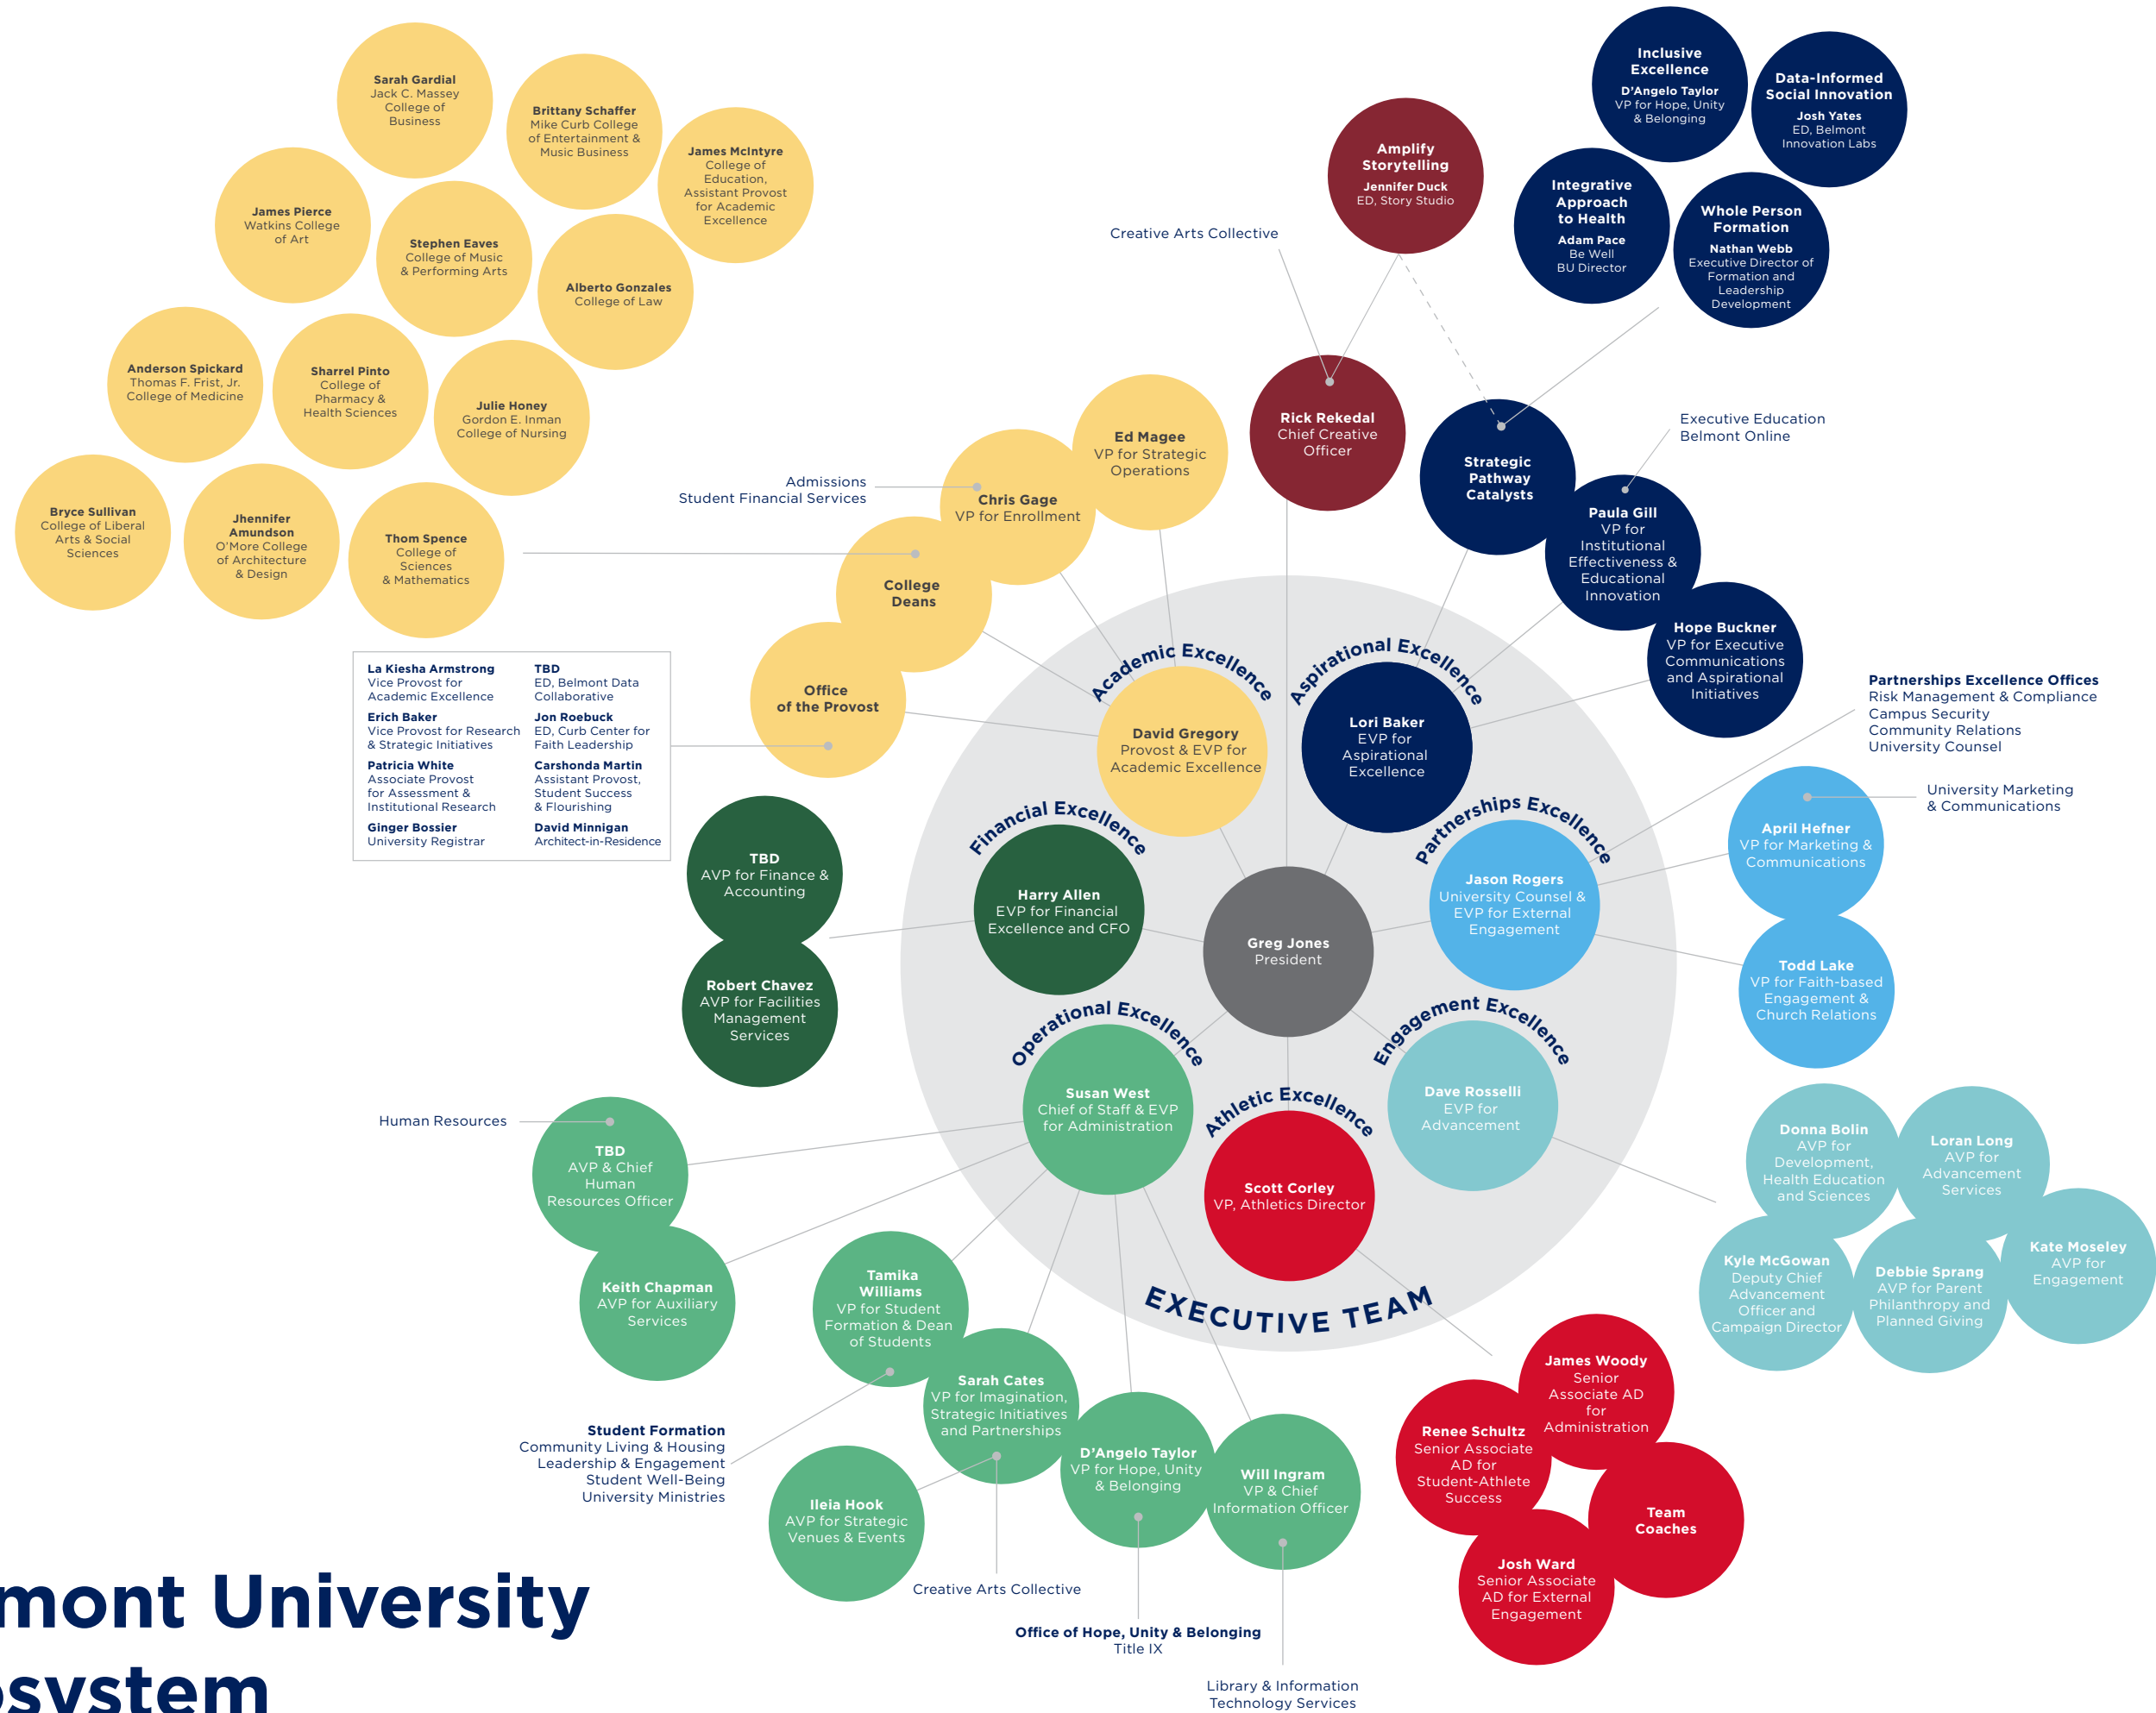 Sarah Gardial
Jack C. Massey
College of
Business
Brittany Schaffer
Mike Curb College
of Entertainment &
Music Business
James McIntyre
College of
Education,
Assistant Provost
for Academic
Excellence
James Pierce
Watkins College
of Art
Stephen Eaves
College of Music
& Performing Arts
Alberto Gonzales
College of Law
Anderson Spickard
Thomas F. Frist, Jr.
College of Medicine
Sharrel Pinto
College of
Pharmacy &
Health Sciences
Julie Honey
Gordon E. Inman
College of Nursing
Bryce Sullivan
College of Liberal
Arts & Social
Sciences
Jhennifer
Amundson
O'More College
of Architecture
& Design
Thom Spence
College of
Sciences
& Mathematics
Inclusive
Excellence
D'Angelo Taylor
VP for Hope, Unity
& Belonging
Data-Informed
Social Innovation
Josh Yates
ED, Belmont
Innovation Labs
Integrative
Approach
to Health
Adam Pace
Be Well
BU Director
Whole Person
Formation
Nathan Webb
Executive Director of
Formation and
Leadership
Development
Amplify
Storytelling
Jennifer Duck
ED, Story Studio
Creative Arts Collective
Rick Rekedal
Chief Creative
Officer
Strategic
Pathway
Catalysts
Executive Education
Belmont Online
Paula Gill
VP for
Institutional
Effectiveness &
Educational
Innovation
Hope Buckner
VP for Executive
Communications
and Aspirational
Initiatives
Ed Magee
VP for Strategic
Operations
Chris Gage
VP for Enrollment
Admissions
Student Financial Services
College
Deans
Office
of the Provost
La Kiesha Armstrong
Vice Provost for
Academic Excellence
Erich Baker
Vice Provost for Research
& Strategic Initiatives
Patricia White
Associate Provost
for Assessment &
Institutional Research
Ginger Bossier
University Registrar
TBD
ED, Belmont Data
Collaborative
Jon Roebuck
ED, Curb Center for
Faith Leadership
Carshonda Martin
Assistant Provost,
Student Success
& Flourishing
David Minnigan
Architect-in-Residence
Academic Excellence
David Gregory
Provost & EVP for
Academic Excellence
Aspirational Excellence
Lori Baker
EVP for
Aspirational
Excellence
Partnerships Excellence Offices
Risk Management & Compliance
Campus Security
Community Relations
University Counsel
Partnerships Excellence
Jason Rogers
University Counsel &
EVP for External
Engagement
University Marketing
& Communications
April Hefner
VP for Marketing &
Communications
Todd Lake
VP for Faith-based
Engagement &
Church Relations
Financial Excellence
Harry Allen
EVP for Financial
Excellence and CFO
TBD
AVP for Finance &
Accounting
Robert Chavez
AVP for Facilities
Management
Services
Greg Jones
President
Operational Excellence
Susan West
Chief of Staff & EVP
for Administration
Engagement Excellence
Dave Rosselli
EVP for
Advancement
Athletic Excellence
Scott Corley
VP, Athletics Director
EXECUTIVE TEAM
Donna Bolin
AVP for
Development,
Health Education
and Sciences
Loran Long
AVP for
Advancement
Services
Kyle McGowan
Deputy Chief
Advancement
Officer and
Campaign Director
Debbie Sprang
AVP for Parent
Philanthropy and
Planned Giving
Kate Moseley
AVP for
Engagement
Human Resources
TBD
AVP & Chief
Human
Resources Officer
Keith Chapman
AVP for Auxiliary
Services
Tamika
Williams
VP for Student
Formation & Dean
of Students
Student Formation
Community Living & Housing
Leadership & Engagement
Student Well-Being
University Ministries
Sarah Cates
VP for Imagination,
Strategic Initiatives
and Partnerships
Ileia Hook
AVP for Strategic
Venues & Events
Creative Arts Collective
D'Angelo Taylor
VP for Hope, Unity
& Belonging
Office of Hope, Unity & Belonging
Title IX
Will Ingram
VP & Chief
Information Officer
Library & Information
Technology Services
James Woody
Senior
Associate AD
for
Administration
Renee Schultz
Senior Associate
AD for
Student-Athlete
Success
Team
Coaches
Josh Ward
Senior Associate
AD for External
Engagement
mont University
osystem